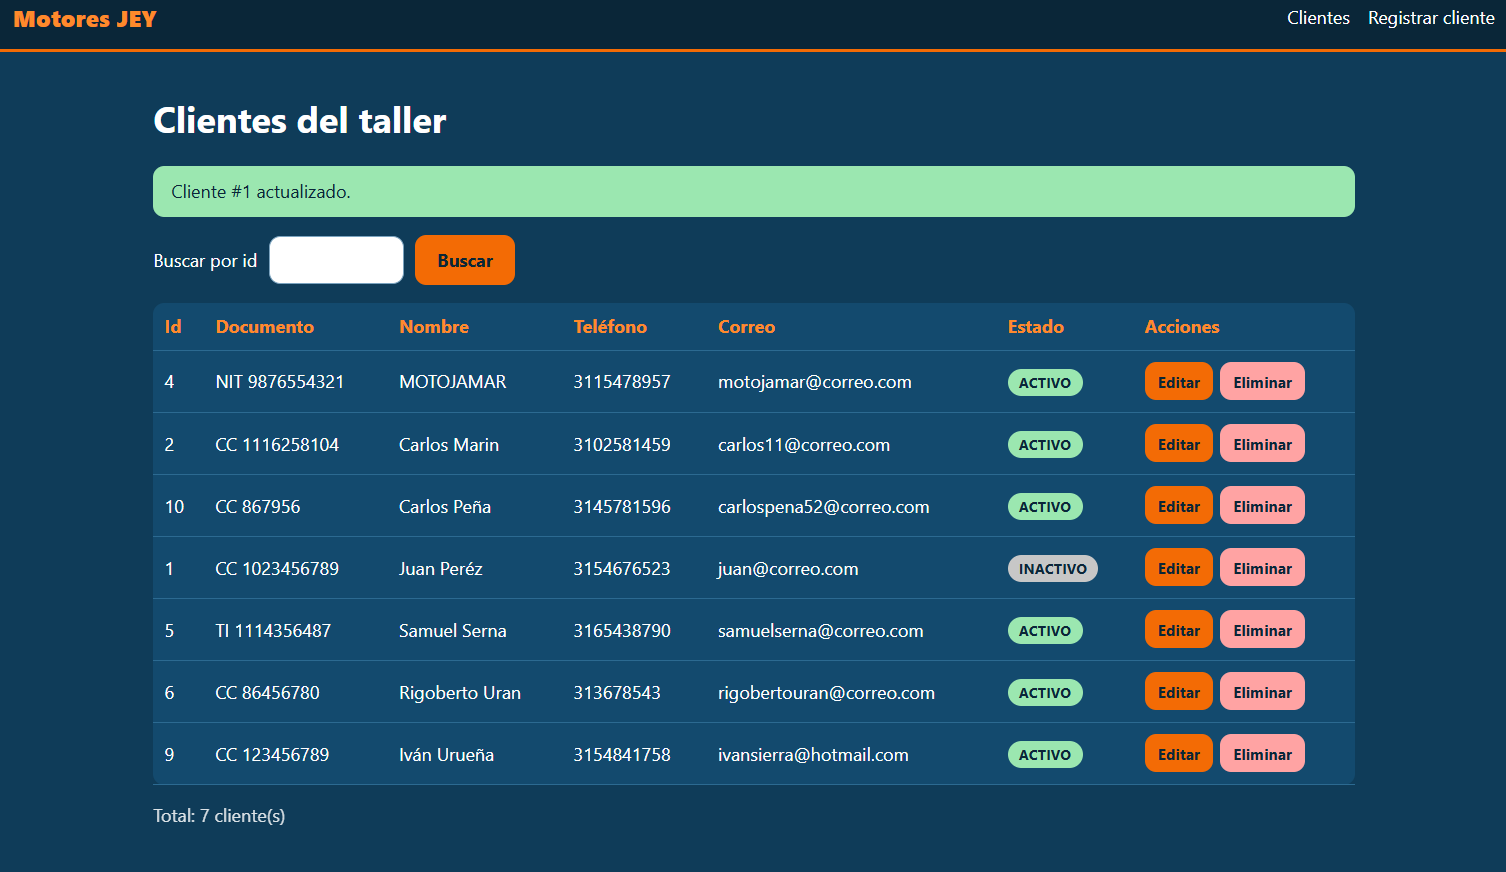 Motores JEY Clientes Registrar cliente
Clientes del taller
Cliente #1 actualizado.
Buscar por id Buscar
Id Documento Nombre Teléfono Correo Estado Acciones
4 NIT 9876554321 MOTOJAMAR 3115478957 motojamar@correo.com ACTIVO Editar Eliminar
2 CC 1116258104 Carlos Marin 3102581459 carlos11@correo.com ACTIVO Editar Eliminar
10 CC 867956 Carlos Peña 3145781596 carlospena52@correo.com ACTIVO Editar Eliminar
1 CC 1023456789 Juan Peréz 3154676523 juan@correo.com INACTIVO Editar Eliminar
5 TI 1114356487 Samuel Serna 3165438790 samuelserna@correo.com ACTIVO Editar Eliminar
6 CC 86456780 Rigoberto Uran 313678543 rigobertouran@correo.com ACTIVO Editar Eliminar
9 CC 123456789 Iván Urueña 3154841758 ivansierra@hotmail.com ACTIVO Editar Eliminar
Total: 7 cliente(s)